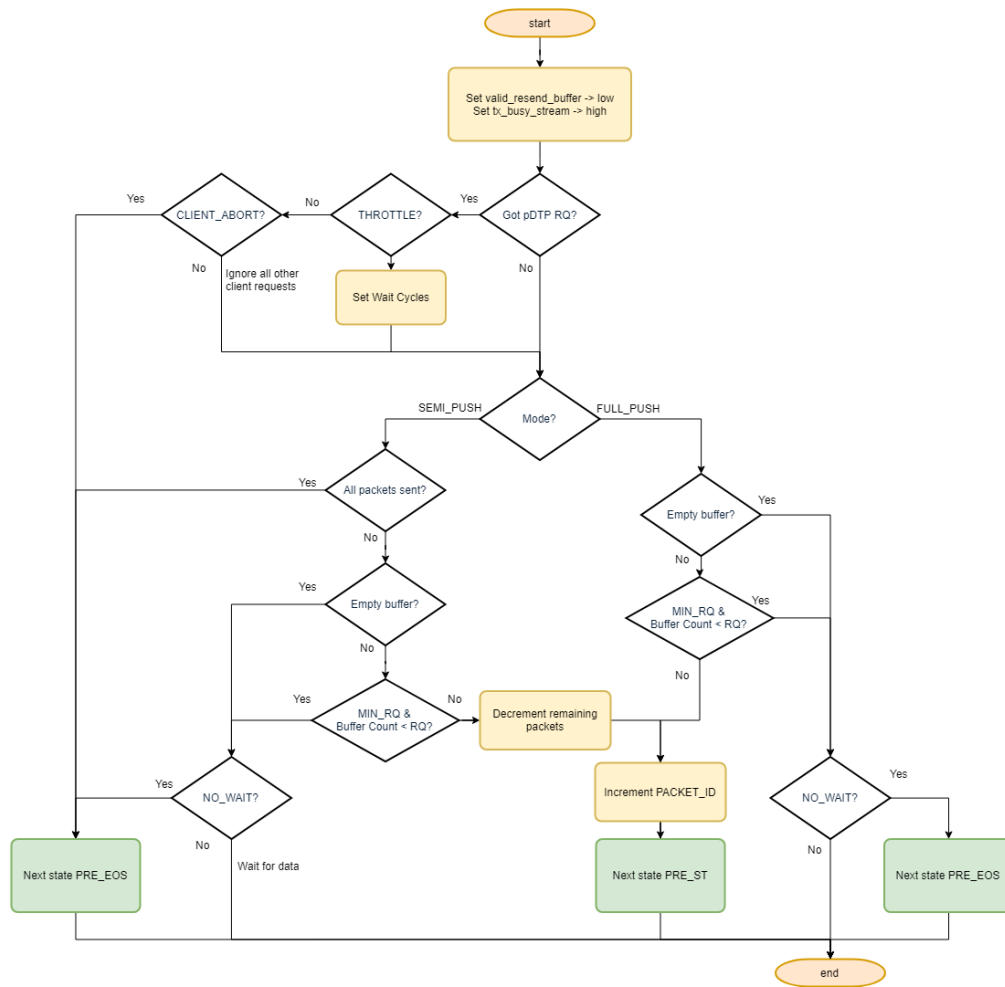 start
Set valid_resend_buffer -> low
Set tx_busy_stream -> high
Yes
CLIENT_ABORT?
No
THROTTLE?
Yes
Got pDTP RQ?
No
Ignore all other
client requests
Set Wait Cycles
No
SEMI_PUSH
Mode?
FULL_PUSH
Yes
All packets sent?
No
Empty buffer?
Yes
No
Yes
Empty buffer?
No
MIN_RQ &
Buffer Count < RQ?
Yes
No
Yes
MIN_RQ &
Buffer Count < RQ?
No
Decrement remaining
packets
Yes
NO_WAIT?
No
Wait for data
Increment PACKET_ID
NO_WAIT?
Yes
No
Next state PRE_EOS
Next state PRE_ST
Next state PRE_EOS
end